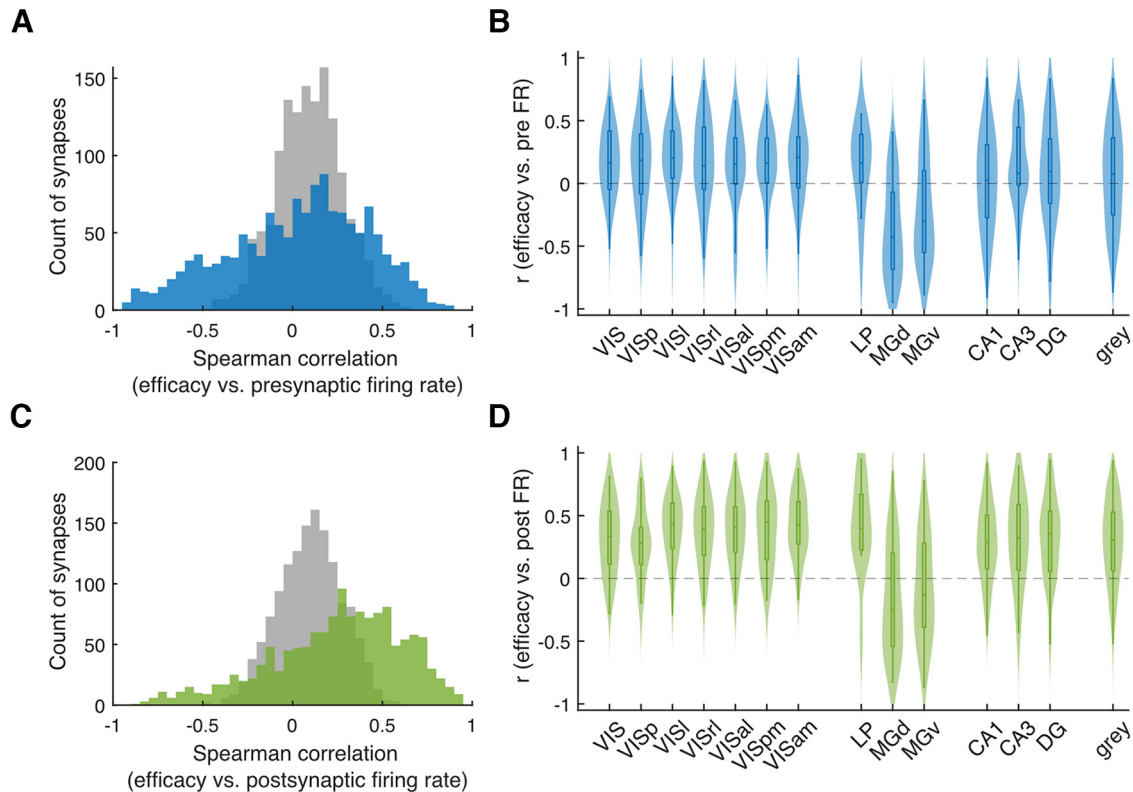 A
150
100
50
0
Count of synapses
-1
-0.5
0
0.5
1
Spearman correlation
(efficacy vs. presynaptic firing rate)
B
1
0.5
0
-0.5
-1
r (efficacy vs. pre FR)
VIS
VISp
VISl
VISrl
VISal
VISpm
VISam
LP
MGd
MGv
CA1
CA3
DG
grey
C
200
150
100
50
0
Count of synapses
-1
-0.5
0
0.5
1
Spearman correlation
(efficacy vs. postsynaptic firing rate)
D
1
0.5
0
-0.5
-1
r (efficacy vs. post FR)
VIS
VISp
VISl
VISrl
VISal
VISpm
VISam
LP
MGd
MGv
CA1
CA3
DG
grey